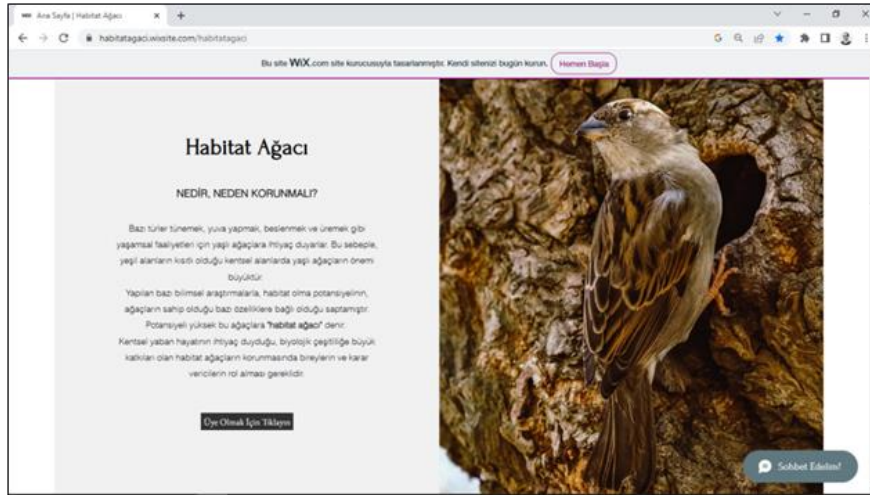 Ana Sayfa | Habitat Ağacı
habitatagaci.wixsite.com/habitatagaci
Bu site WiX.com site kurucusuyla tasarlanmıştır. Kendi sitenizi bugün kurun. Hemen Başla
Habitat Ağacı
NEDİR, NEDEN KORUNMALI?
Bazı türler tünemek, yuva yapmak, beslenmek ve üremek gibi
yaşamsal faaliyetleri için yaşlı ağaçlara ihtiyaç duyarlar. Bu sebeple,
yeşil alanların kısıtlı olduğu kentsel alanlarda yaşlı ağaçların önemi
büyüktür.
Yapılan bazı bilimsel araştırmalarla, habitat olma potansiyelinin,
ağaçların sahip olduğu bazı özelliklere bağlı olduğu saptamıştır.
Potansiyeli yüksek bu ağaçlara "habitat ağacı" denir.
Kentsel yaban hayatının ihtiyaç duyduğu, biyolojik çeşitliliğe büyük
katkıları olan habitat ağaçların korunmasında bireylerin ve karar
vericilerin rol alması gereklidir.
Üye Olmak İçin Tıklayın
Sohbet Edelim!